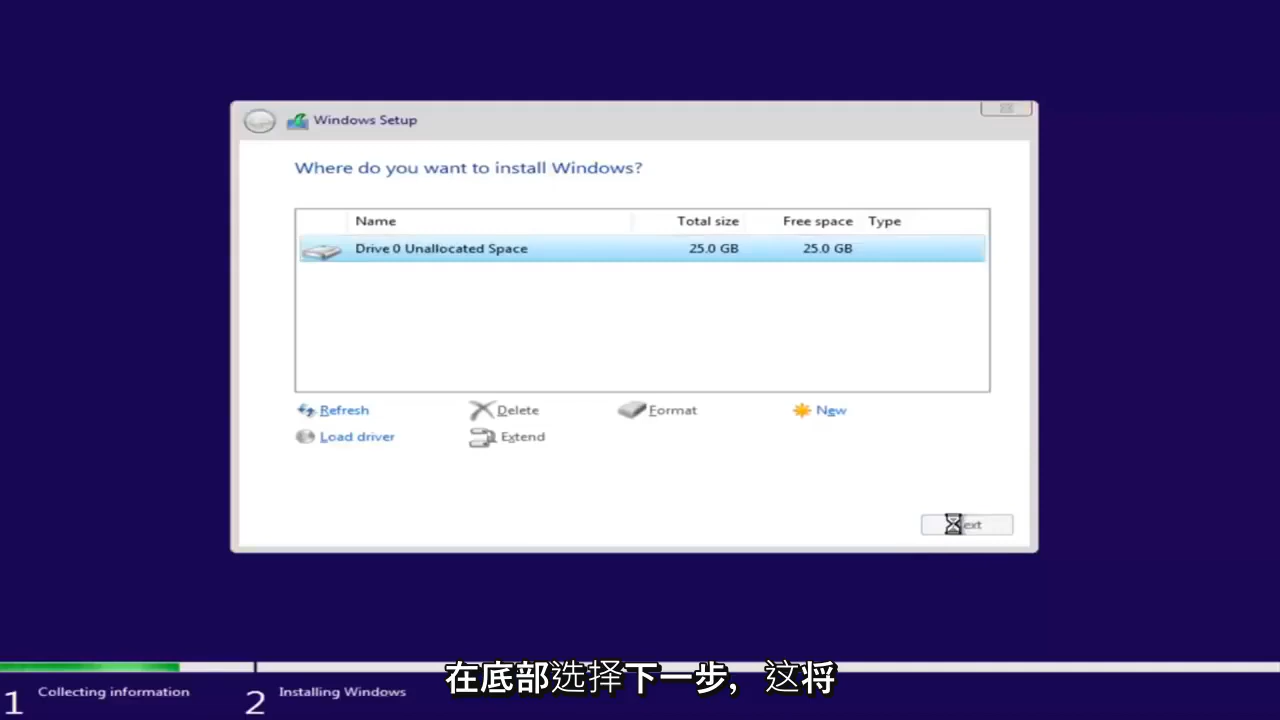 Windows Setup
Where do you want to install Windows?
Name Total size Free space Type
Drive 0 Unallocated Space 25.0 GB 25.0 GB
Refresh Delete Format New
Load driver Extend
ext
在底部选择下一步，这将
1 Collecting information 2 Installing Windows